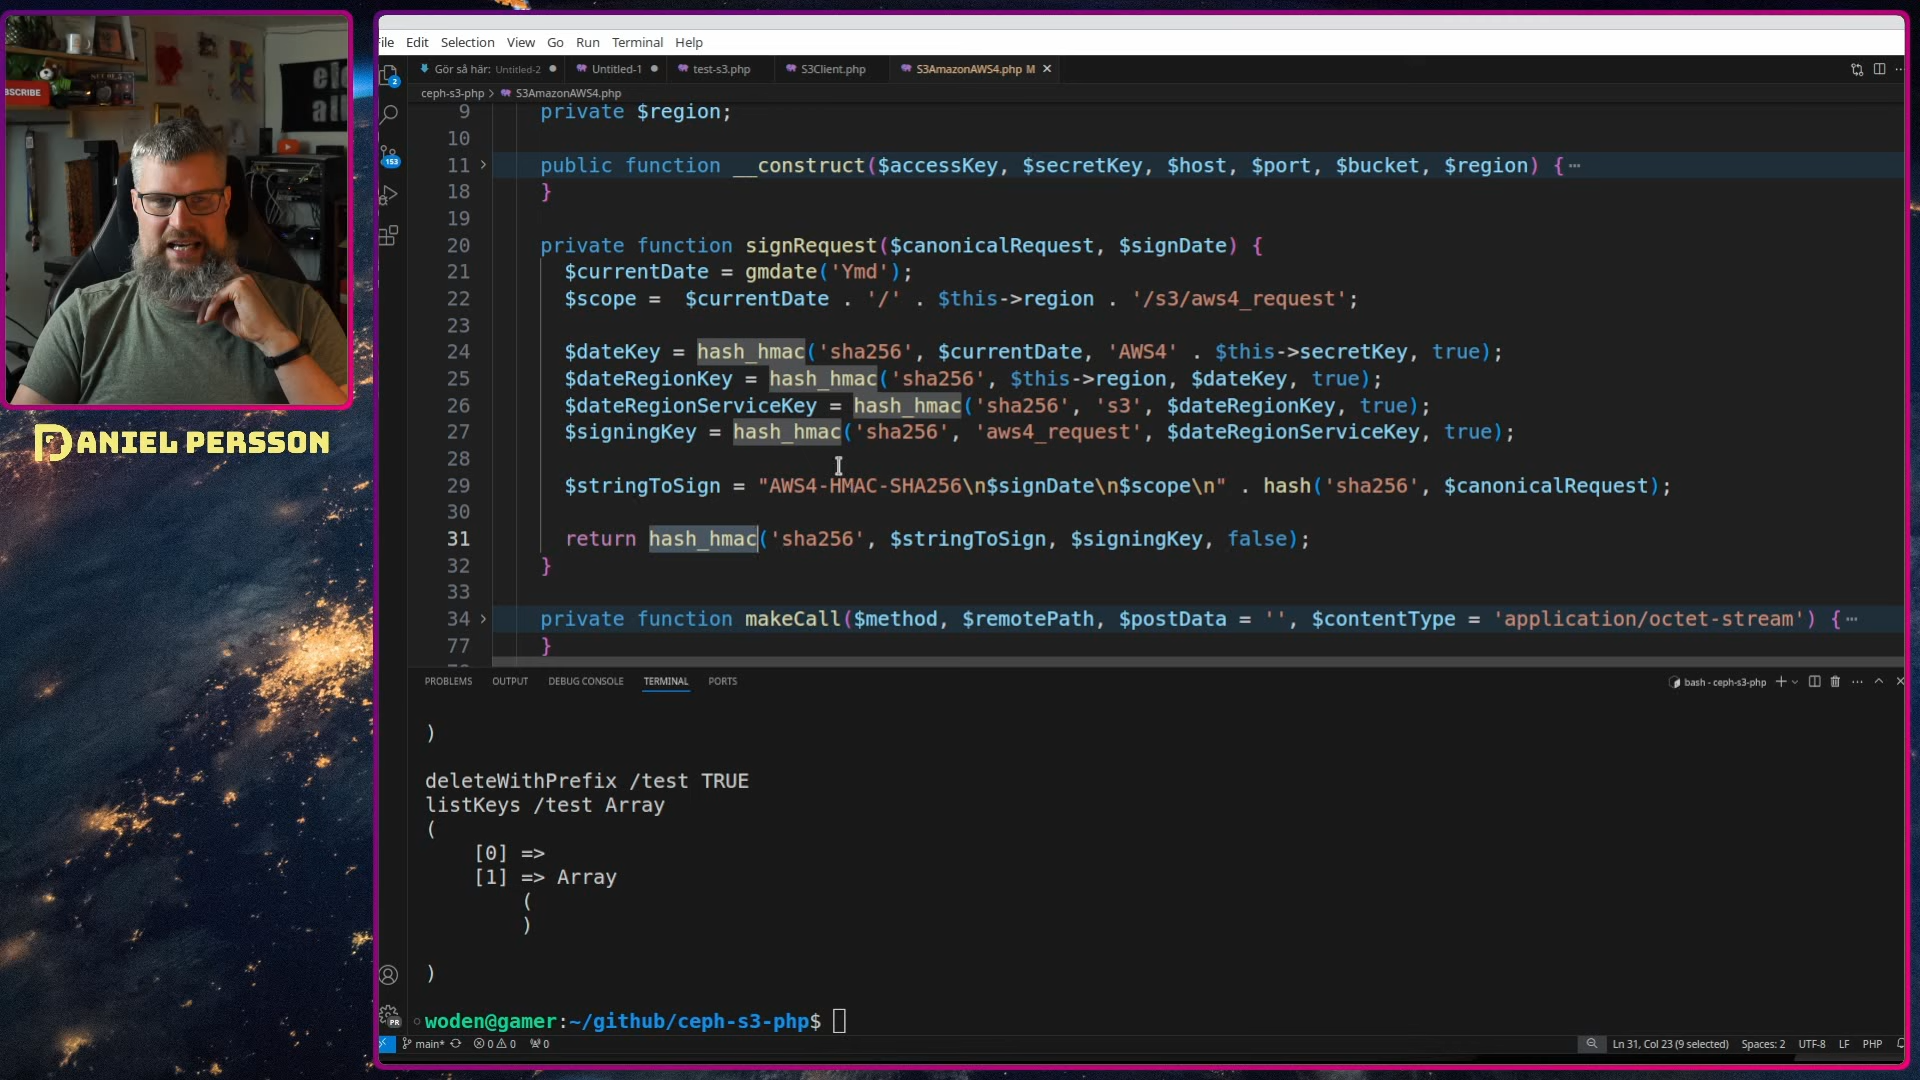 SCRIBE
DANIEL PERSSON
File Edit Selection View Go Run Terminal Help
Gör så här: Untitled-2 Untitled-1 test-s3.php S3Client.php S3AmazonAWS4.php M
ceph-s3-php > S3AmazonAWS4.php
2
153
PR
9 private $region;
10
11 public function __construct($accessKey, $secretKey, $host, $port, $bucket, $region) {⋯
18 }
19
20 private function signRequest($canonicalRequest, $signDate) {
21 $currentDate = gmdate('Ymd');
22 $scope =  $currentDate . '/' . $this->region . '/s3/aws4_request';
23
24 $dateKey = hash_hmac('sha256', $currentDate, 'AWS4' . $this->secretKey, true);
25 $dateRegionKey = hash_hmac('sha256', $this->region, $dateKey, true);
26 $dateRegionServiceKey = hash_hmac('sha256', 's3', $dateRegionKey, true);
27 $signingKey = hash_hmac('sha256', 'aws4_request', $dateRegionServiceKey, true);
28
29 $stringToSign = "AWS4-HMAC-SHA256\n$signDate\n$scope\n" . hash('sha256', $canonicalRequest);
30
31 return hash_hmac('sha256', $stringToSign, $signingKey, false);
32 }
33
34 private function makeCall($method, $remotePath, $postData = '', $contentType = 'application/octet-stream') {⋯
77 }
PROBLEMS OUTPUT DEBUG CONSOLE TERMINAL PORTS
bash - ceph-s3-php
)
deleteWithPrefix /test TRUE
listKeys /test Array
(
[0] =>
[1] => Array
(
)
)
woden@gamer:~/github/ceph-s3-php$
main* 0 0 0 Ln 31, Col 23 (9 selected) Spaces: 2 UTF-8 LF PHP